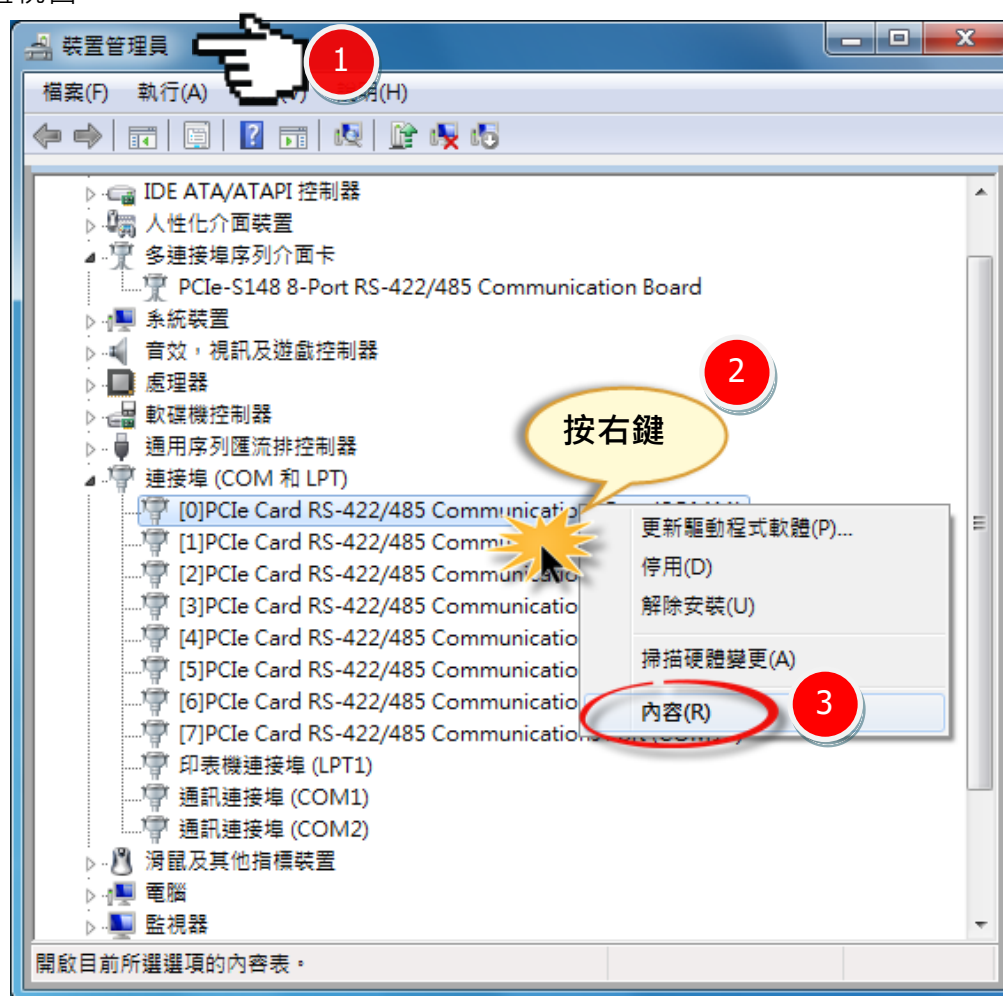 裝置管理員
1
檔案(F) 執行(A) (H)
IDE ATA/ATAPI 控制器
人性化介面裝置
多連接埠序列介面卡
PCIe-S148 8-Port RS-422/485 Communication Board
系統裝置
音效，視訊及遊戲控制器
2
處理器
軟碟機控制器
按右鍵
通用序列匯流排控制器
連接埠 (COM 和 LPT)
[0]PCIe Card RS-422/485
[1]PCIe Card RS-422/485
[2]PCIe Card RS-422/485
[3]PCIe Card RS-422/485
[4]PCIe Card RS-422/485
[5]PCIe Card RS-422/485
[6]PCIe Card RS-422/485
[7]PCIe Card RS-422/485
更新驅動程式軟體(P)...
停用(D)
解除安裝(U)
掃描硬體變更(A)
內容(R)
3
印表機連接埠 (LPT1)
通訊連接埠 (COM1)
通訊連接埠 (COM2)
滑鼠及其他指標裝置
電腦
監視器
開啟目前所選選項的內容表。